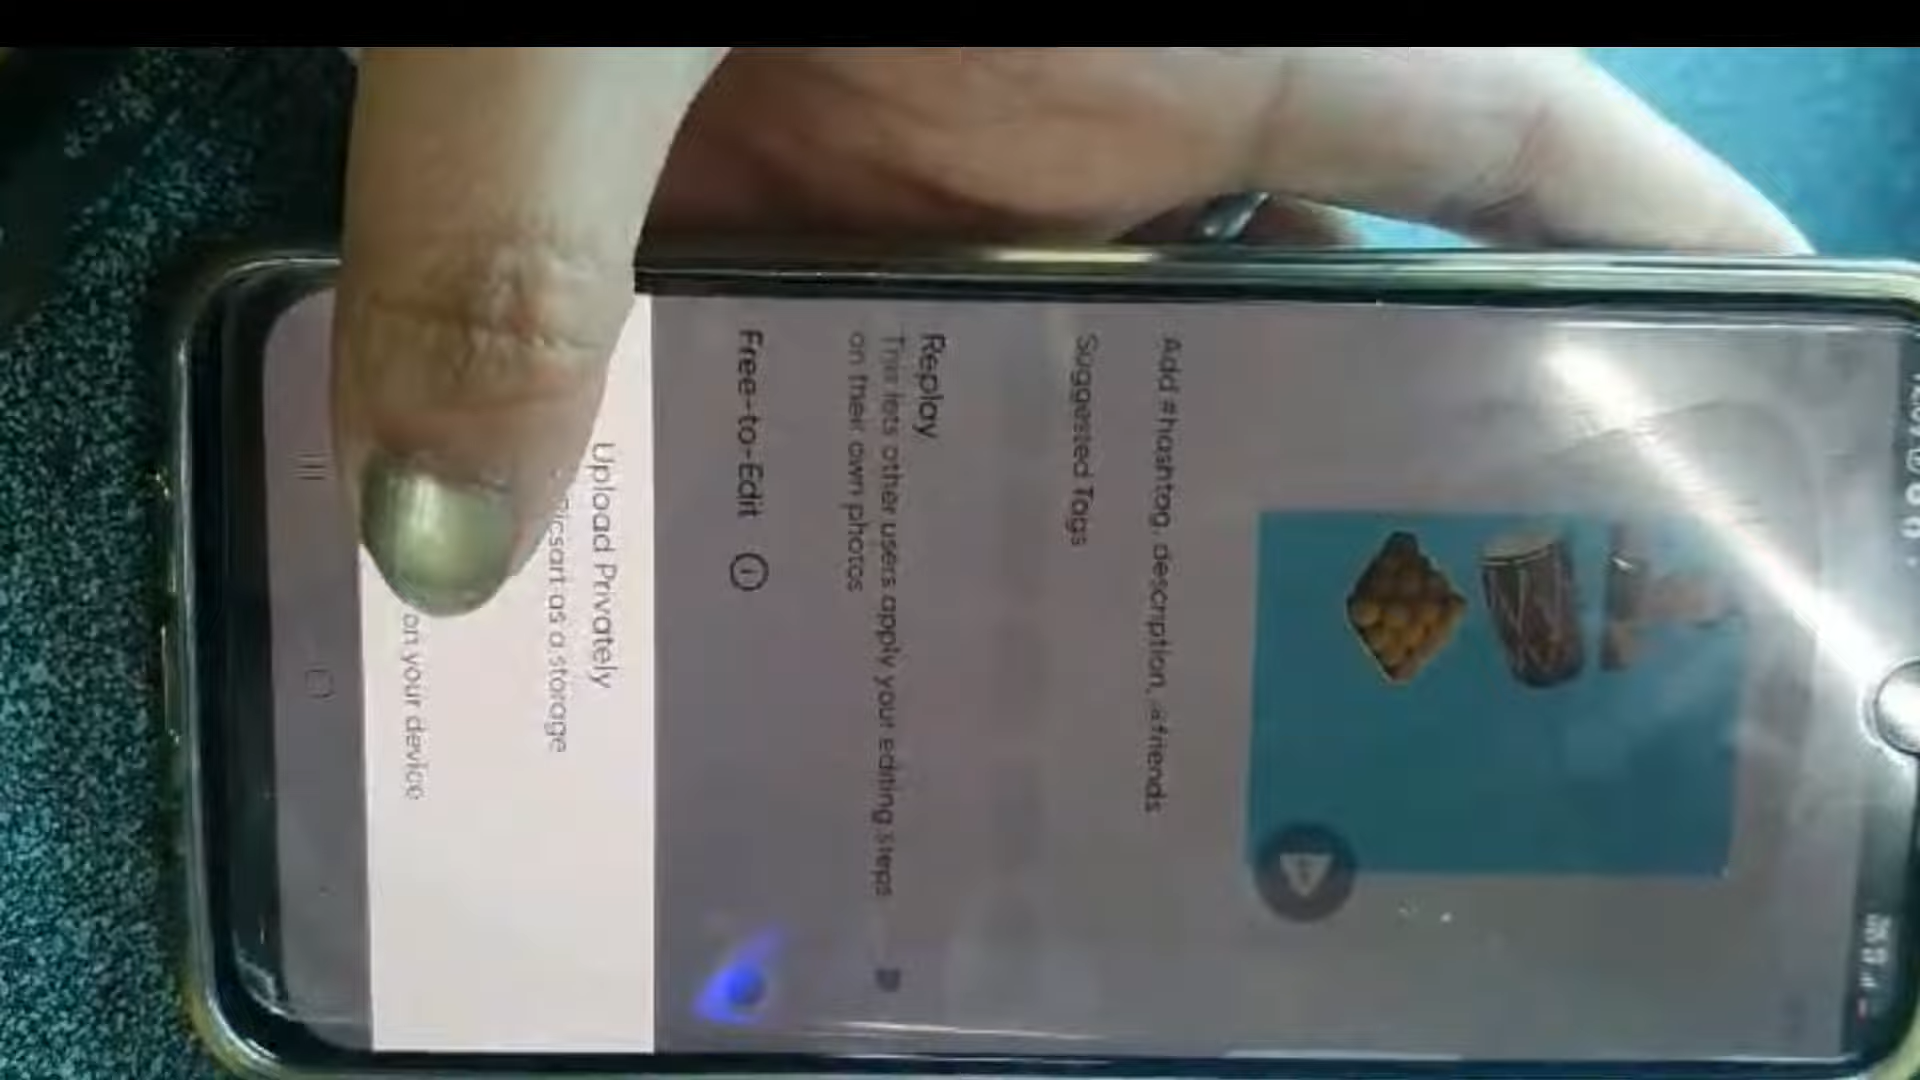 Add #hashtag, description, @friends
Suggested Tags
Replay
This lets other users apply your editing steps
on their own photos
Free-to-Edit
Upload Privately
Picsart as a storage
on your device